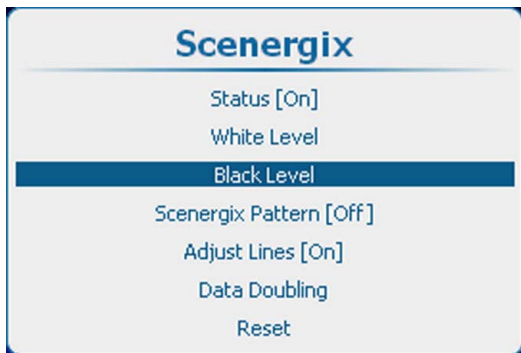 Scenergix
Status [On]
White Level
Black Level
Scenergix Pattern [Off]
Adjust Lines [On]
Data Doubling
Reset